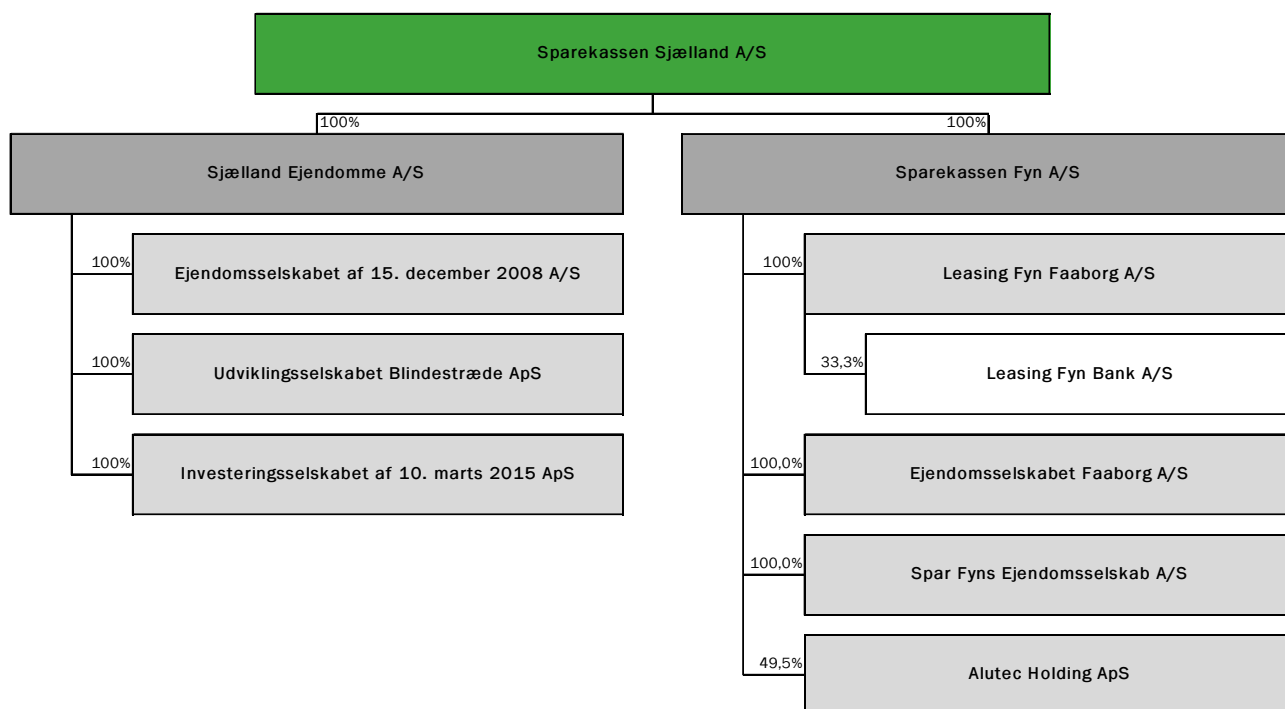 Sparekassen Sjælland A/S
100%
100%
Sjælland Ejendomme A/S
Sparekassen Fyn A/S
100%
Ejendomsselskabet af 15. december 2008 A/S
100%
Udviklingsselskabet Blindestræde ApS
100%
Investeringsselskabet af 10. marts 2015 ApS
100%
Leasing Fyn Faaborg A/S
33,3%
Leasing Fyn Bank A/S
100,0%
Ejendomsselskabet Faaborg A/S
100,0%
Spar Fyns Ejendomsselskab A/S
49,5%
Alutec Holding ApS